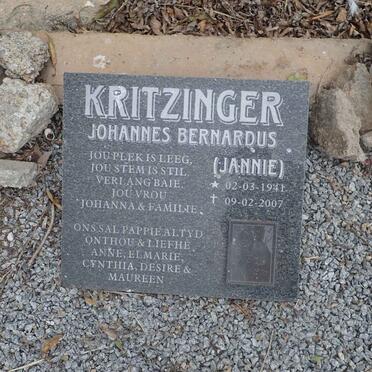 KRITZINGER
JOHANNES BERNARDUS
(JANNIE)
★ 02-03-1941
✝ 09-02-2007
JOU PLEK IS LEEG,
JOU STEM IS STIL
VERLANG BAIE.
JOU VROU
JOHANNA & FAMILIE.
ONS SAL PAPPIE ALTYD
ONTHOU & LIEFHE
ANNE, ELMARIE,
CYNTHIA, DESIRE &
MAUREEN